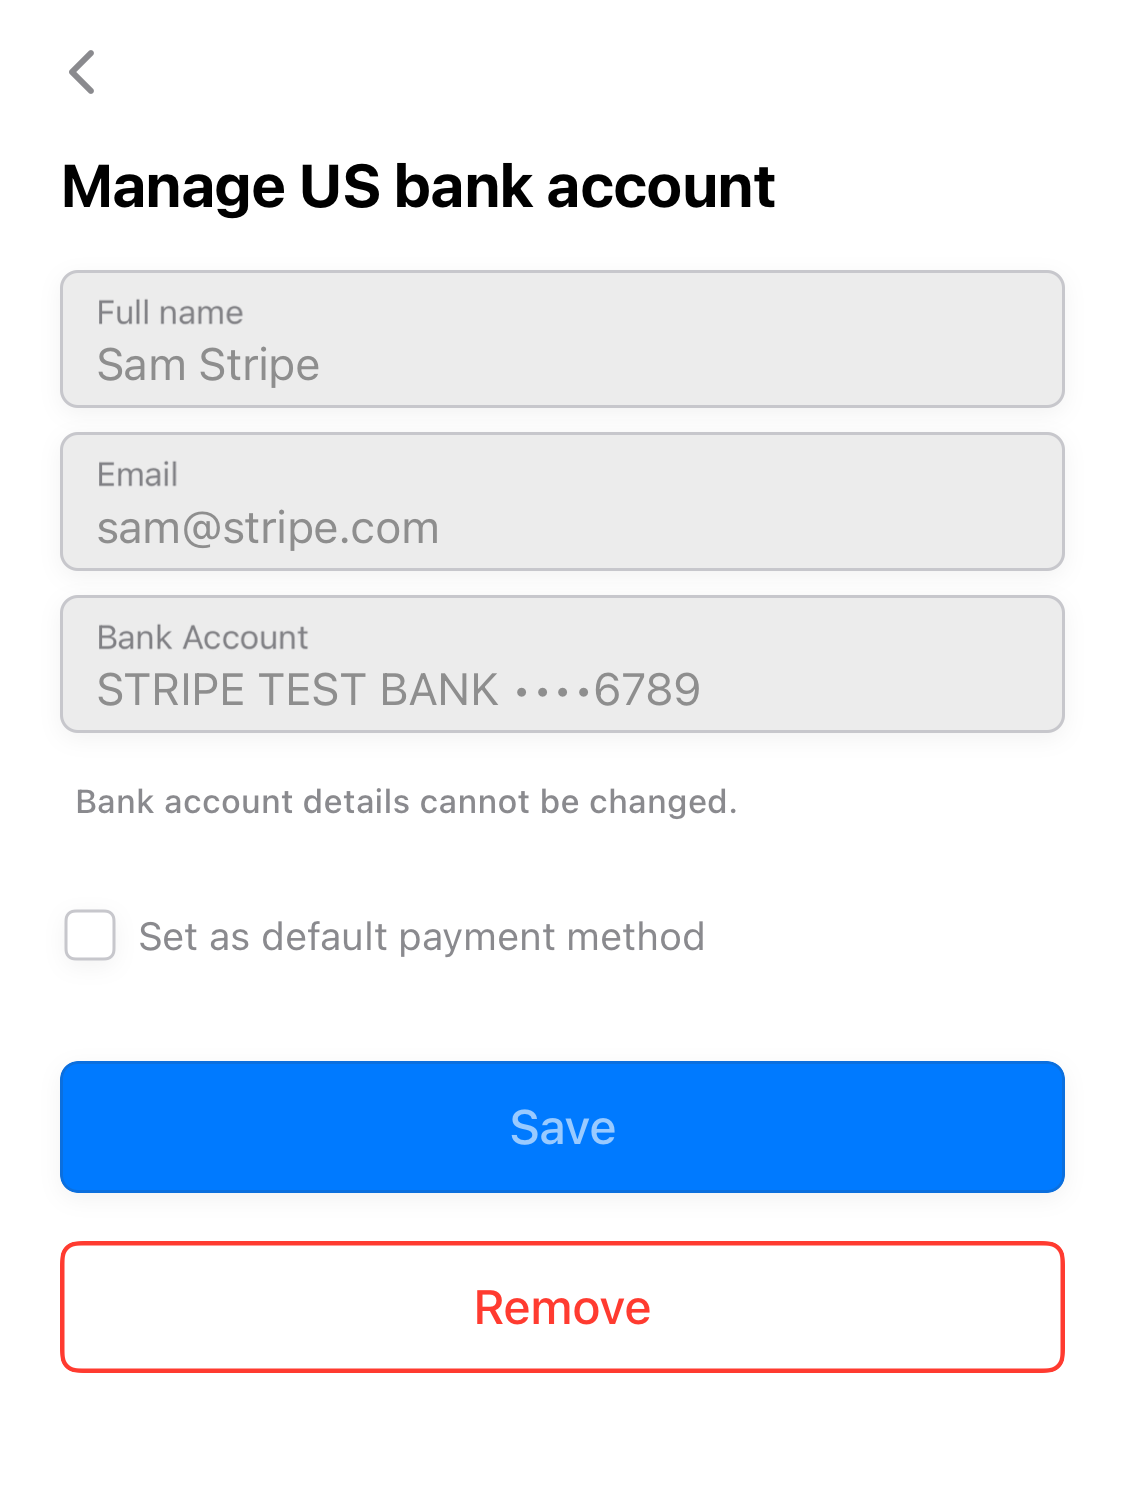 Manage US bank account
Full name
Sam Stripe
Email
sam@stripe.com
Bank Account
STRIPE TEST BANK ••••6789
Bank account details cannot be changed.
Set as default payment method
Save
Remove